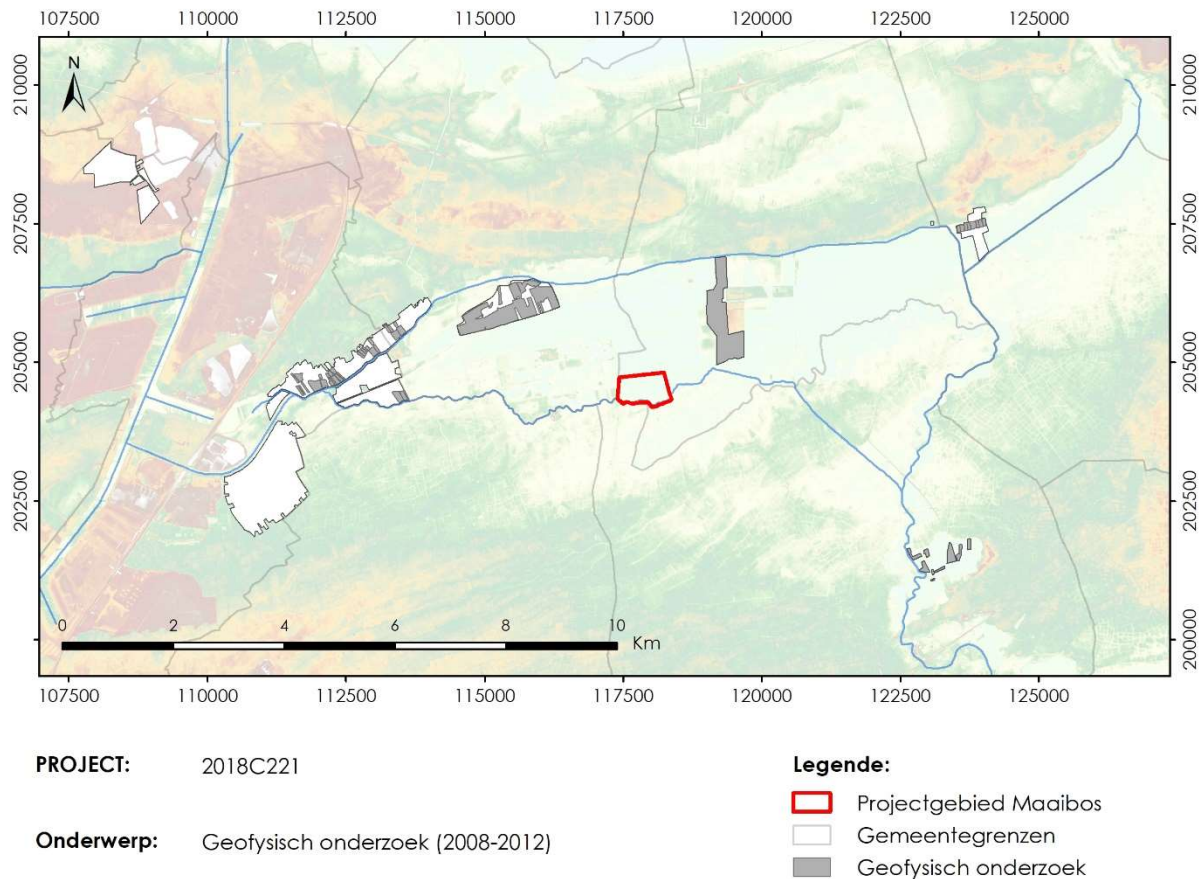 107500 110000 112500 115000 117500 120000 122500 125000
N
210000 210000
207500 207500
205000 205000
202500 202500
200000 200000
0 2 4 6 8 10
Km
107500 110000 112500 115000 117500 120000 122500 125000
PROJECT: 2018C221
Onderwerp: Geofysisch onderzoek (2008-2012)
Legende:
Projectgebied Maaibos
Gemeentegrenzen
Geofysisch onderzoek